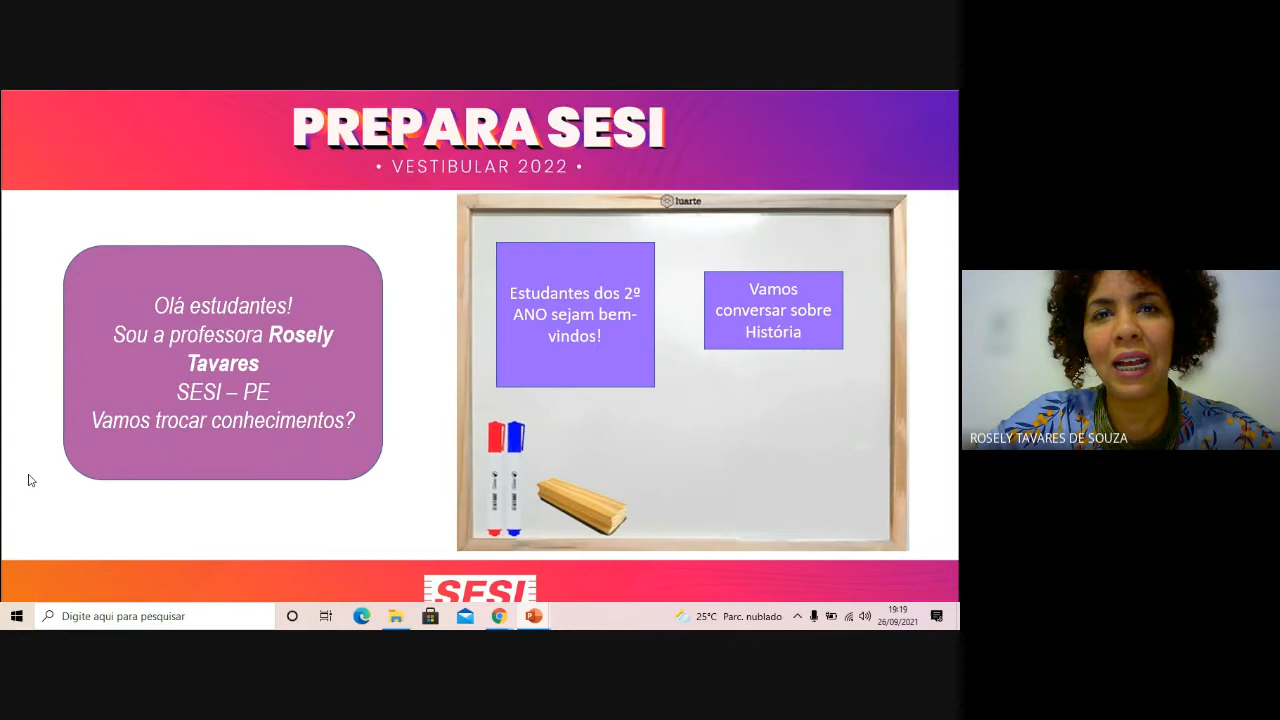 PREPARA SESI
• VESTIBULAR 2022 •
luarte
Olá estudantes!
Sou a professora Rosely
Tavares
SESI – PE
Vamos trocar conhecimentos?
Estudantes dos 2º
ANO sejam bem-
vindos!
Vamos
conversar sobre
História
ROSELY TAVARES DE SOUZA
SESI
Digite aqui para pesquisar
25°C Parc. nublado
19:19
26/09/2021